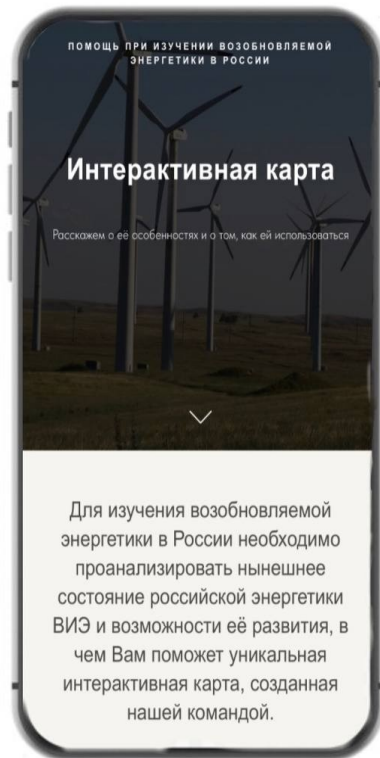 ПОМОЩЬ ПРИ ИЗУЧЕНИИ ВОЗОБНОВЛЯЕМОЙ
ЭНЕРГЕТИКИ В РОССИИ
Интерактивная карта
Расскажем о её особенностях и о том, как ей использоваться
Для изучения возобновляемой
энергетики в России необходимо
проанализировать нынешнее
состояние российской энергетики
ВИЭ и возможности её развития, в
чем Вам поможет уникальная
интерактивная карта, созданная
нашей командой.